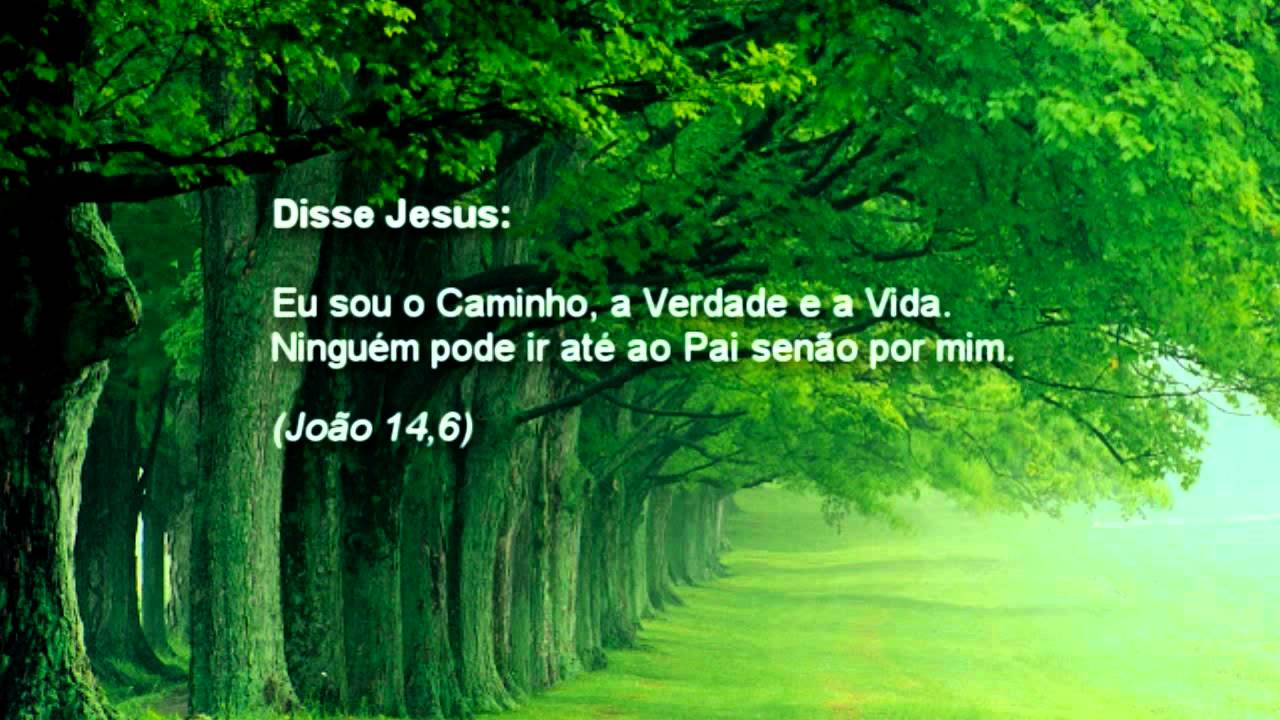 Disse Jesus:
Eu sou o Caminho, a Verdade e a Vida.
Ninguém pode ir até ao Pai senão por mim.
(João 14,6)